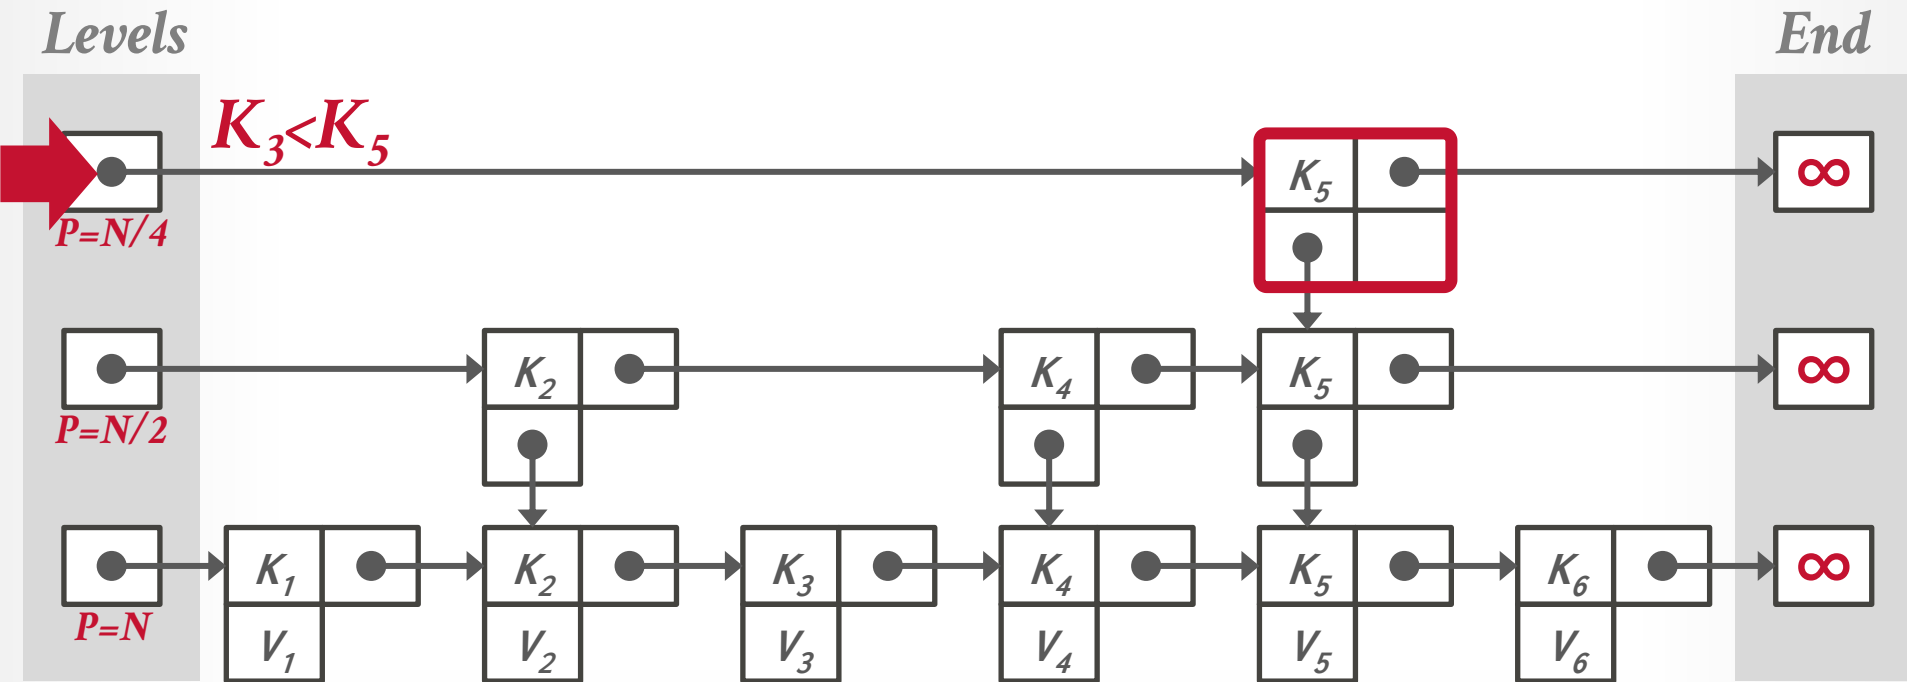 Levels End
K₃<K₅
K₅ ∞
P=N/4
K₂ K₄ K₅ ∞
P=N/2
K₁ K₂ K₃ K₄ K₅ K₆ ∞
P=N
V₁ V₂ V₃ V₄ V₅ V₆